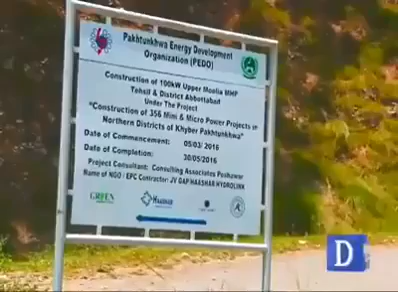 Pakhtunkhwa Energy Development
Organization (PEDO)
Construction of 100kW Upper Moolia MHP
Tehsil & District Abbottabad
Under The Project
"Construction of 356 Mini & Micro Power Projects in
Northern Districts of Khyber Pakhtunkhwa"
Date of Commencement: 05/03/2016
Date of Completion: 30/05/2016
Project Consultant: Consulting Associates Peshawar
Name of NGO / EPC Contractor: JV GAP HAASHAR HYDROLINK
GREEN
HAASHAR
D